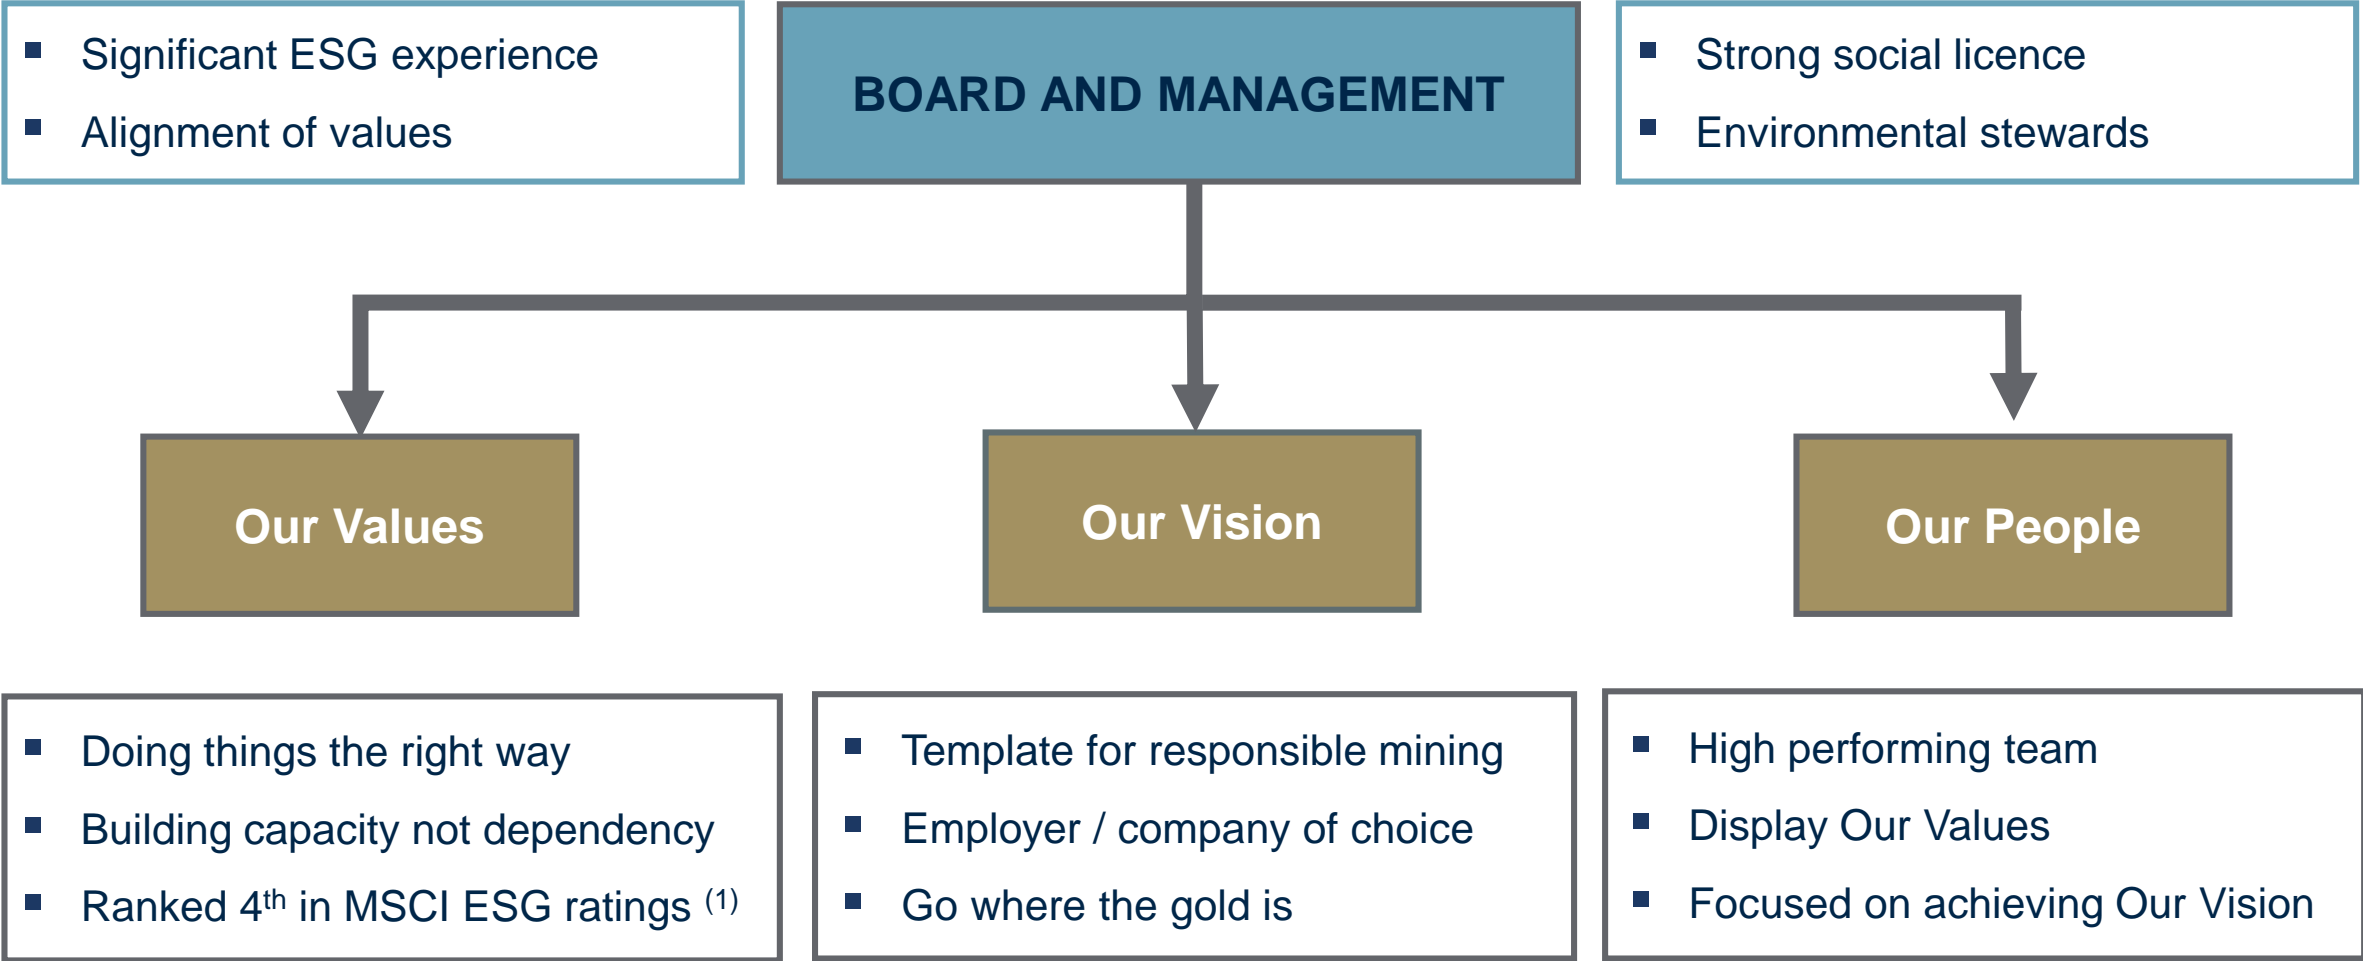 ▪ Significant ESG experience
▪ Alignment of values
BOARD AND MANAGEMENT
▪ Strong social licence
▪ Environmental stewards
Our Values
Our Vision
Our People
▪ Doing things the right way
▪ Building capacity not dependency
▪ Ranked 4th in MSCI ESG ratings (1)
▪ Template for responsible mining
▪ Employer / company of choice
▪ Go where the gold is
▪ High performing team
▪ Display Our Values
▪ Focused on achieving Our Vision